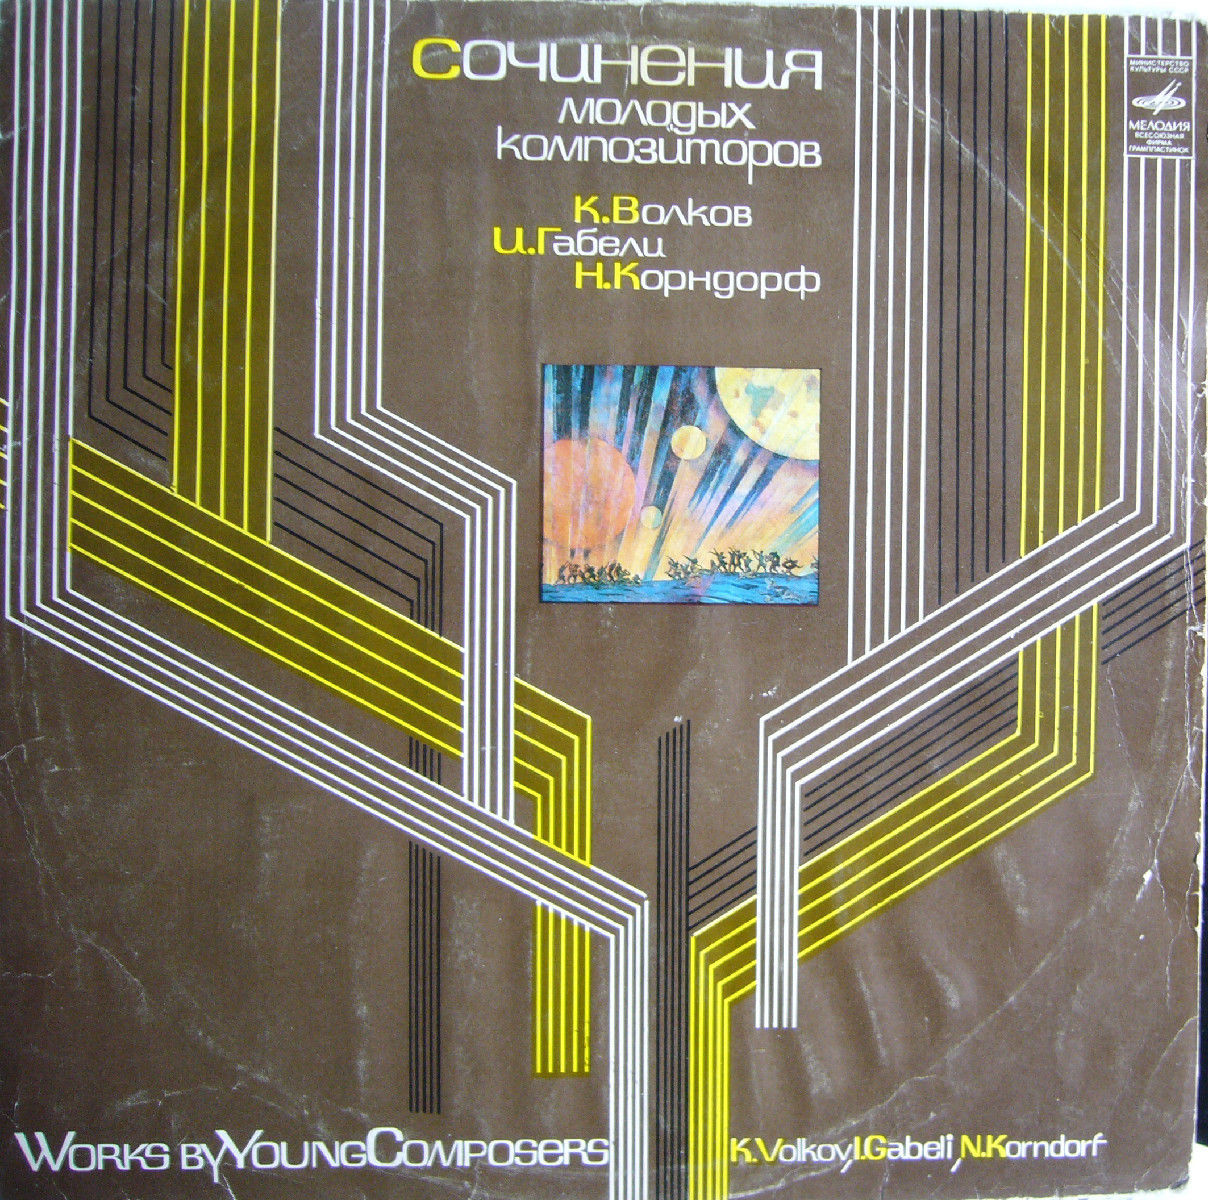 Сочинения
молодых
композиторов
К.Волков
И.Габели
Н.Корндорф
МИНИСТЕРСТВО
КУЛЬТУРЫ СССР
МЕЛОДИЯ
ВСЕСОЮЗНАЯ
ФИРМА
ГРАМПЛАСТИНОК
WORKS BY YOUNG COMPOSERS
K.Volkov, I.Gabeli, N.Korndorf